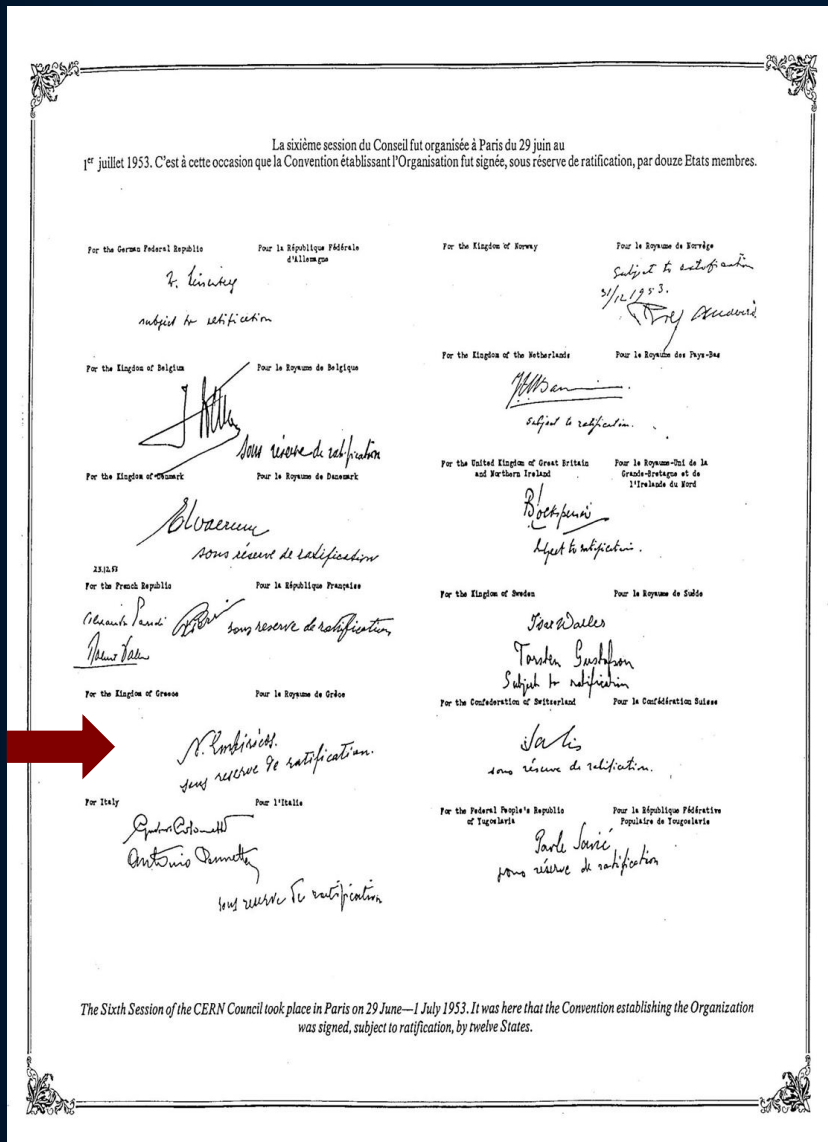 La sixième session du Conseil fut organisée à Paris du 29 juin au
1er juillet 1953. C'est à cette occasion que la Convention établissant l'Organisation fut signée, sous réserve de ratification, par douze Etats membres.
For the German Federal Republic
Pour la République Fédérale
d'Allemagne
subject to ratification
For the Kingdom of Belgium
Pour le Royaume de Belgique
sous réserve de ratification
For the Kingdom of Denmark
Pour le Royaume de Danemark
sous réserve de ratification
23.12.53
For the French Republic
Pour la République Française
sous reserve de ratification
For the Kingdom of Greece
Pour le Royaume de Grèce
N. Embiricos.
sous reserve de ratification.
For Italy
Pour l'Italie
Antonio
sous reserve de ratification
For the Kingdom of Norway
Pour le Royaume de Norvège
Subject to ratification
31/12 1953.
For the Kingdom of the Netherlands
Pour le Royaume des Pays-Bas
subject to ratification.
For the United Kingdom of Great Britain
and Northern Ireland
Pour le Royaume-Uni de la
Grande-Bretagne et de
l'Irelande du Nord
subject to ratification.
For the Kingdom of Sweden
Pour le Royaume de Suède
Ivar Waller
Torsten Gustafson
Subject to ratification
For the Confederation of Switzerland
Pour la Confédération Suisse
sous réserve de ratification.
For the Federal People's Republic
of Yugoslavia
Pour la République Fédérative
Populaire de Yougoslavie
Pavle Savić
sous réserve de ratification
The Sixth Session of the CERN Council took place in Paris on 29 June—1 July 1953. It was here that the Convention establishing the Organization
was signed, subject to ratification, by twelve States.